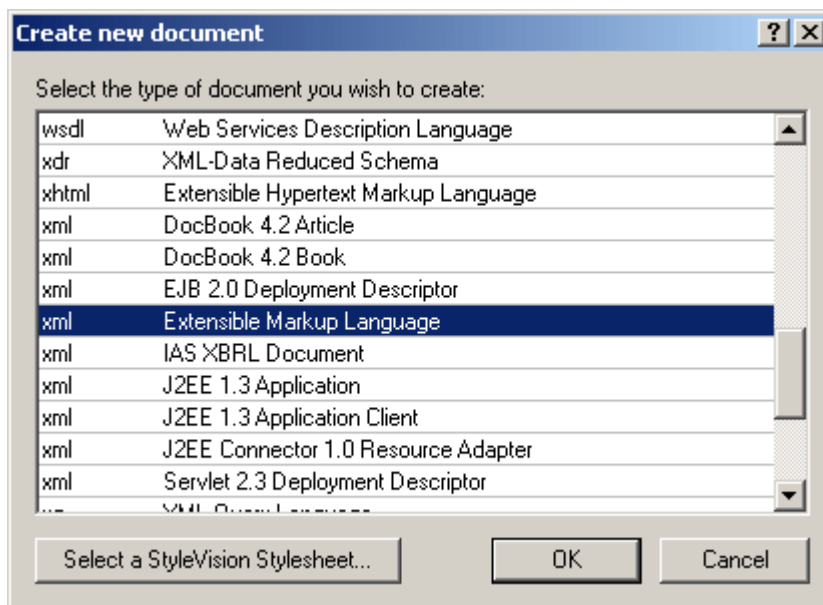 Create new document
Select the type of document you wish to create:
wsdl Web Services Description Language
xdr XML-Data Reduced Schema
xhtml Extensible Hypertext Markup Language
xml DocBook 4.2 Article
xml DocBook 4.2 Book
xml EJB 2.0 Deployment Descriptor
xml Extensible Markup Language
xml IAS XBRL Document
xml J2EE 1.3 Application
xml J2EE 1.3 Application Client
xml J2EE Connector 1.0 Resource Adapter
xml Servlet 2.3 Deployment Descriptor
XML Query Language
Select a StyleVision Stylesheet... OK Cancel